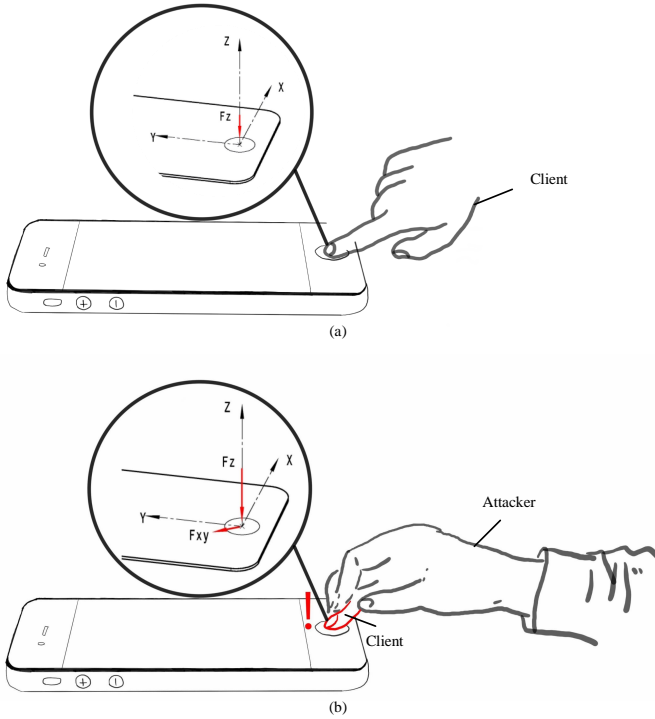 Z
X
Fz
Y
Client
(a)
Z
Fz
X
Y
Fxy
Attacker
!
Client
(b)